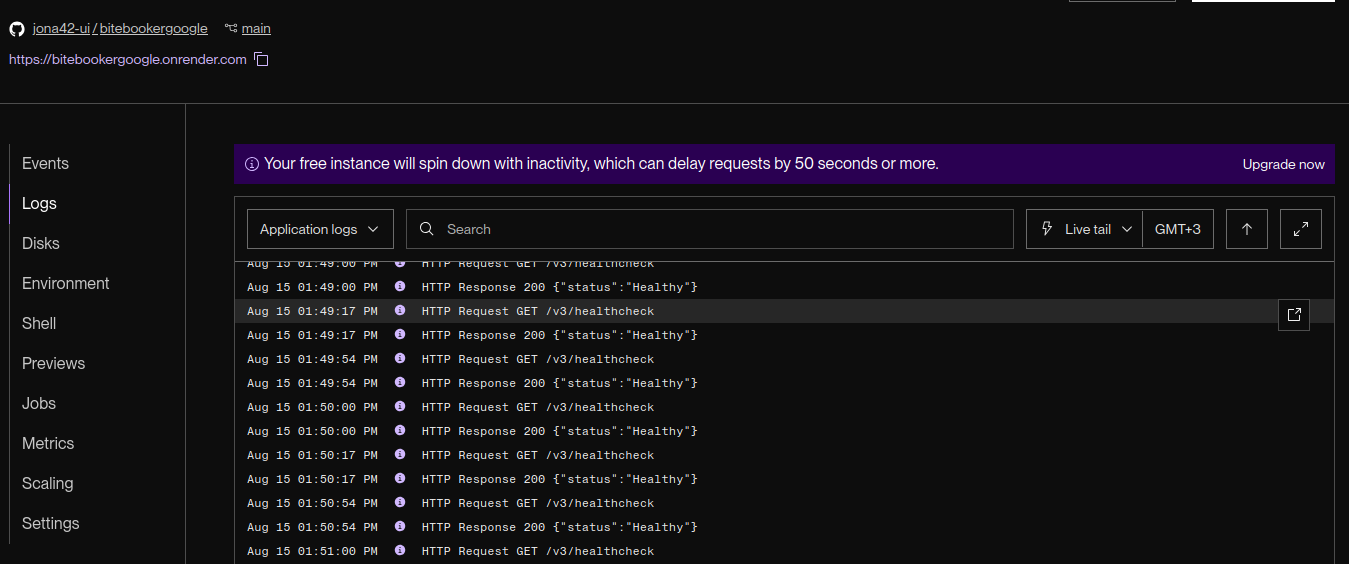 jona42-ui / bitebookergoogle main
https://bitebookergoogle.onrender.com
Events
Logs
Disks
Environment
Shell
Previews
Jobs
Metrics
Scaling
Settings
Your free instance will spin down with inactivity, which can delay requests by 50 seconds or more. Upgrade now
Application logs Search Live tail GMT+3
Aug 15 01:49:00 PM HTTP Request GET /v3/healthcheck
Aug 15 01:49:00 PM HTTP Response 200 {"status":"Healthy"}
Aug 15 01:49:17 PM HTTP Request GET /v3/healthcheck
Aug 15 01:49:17 PM HTTP Response 200 {"status":"Healthy"}
Aug 15 01:49:54 PM HTTP Request GET /v3/healthcheck
Aug 15 01:49:54 PM HTTP Response 200 {"status":"Healthy"}
Aug 15 01:50:00 PM HTTP Request GET /v3/healthcheck
Aug 15 01:50:00 PM HTTP Response 200 {"status":"Healthy"}
Aug 15 01:50:17 PM HTTP Request GET /v3/healthcheck
Aug 15 01:50:17 PM HTTP Response 200 {"status":"Healthy"}
Aug 15 01:50:54 PM HTTP Request GET /v3/healthcheck
Aug 15 01:50:54 PM HTTP Response 200 {"status":"Healthy"}
Aug 15 01:51:00 PM HTTP Request GET /v3/healthcheck